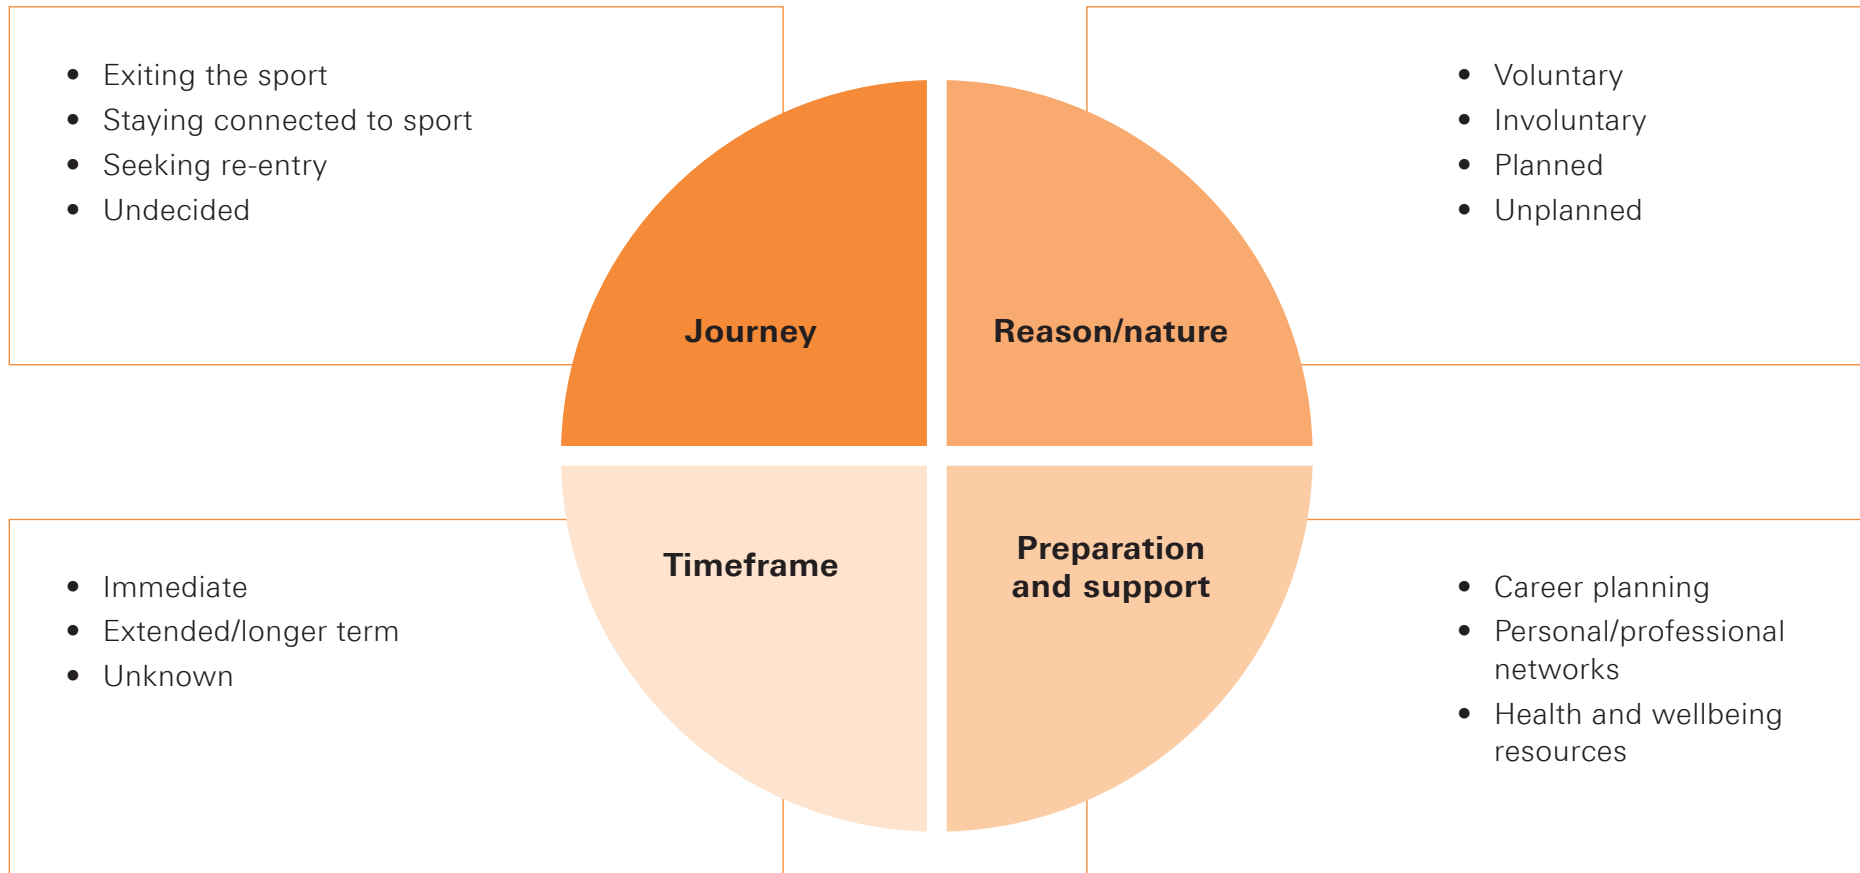 • Exiting the sport
• Staying connected to sport
• Seeking re-entry
• Undecided
Journey
• Voluntary
• Involuntary
• Planned
• Unplanned
Reason/nature
• Immediate
• Extended/longer term
• Unknown
Timeframe
Preparation
and support
• Career planning
• Personal/professional
networks
• Health and wellbeing
resources